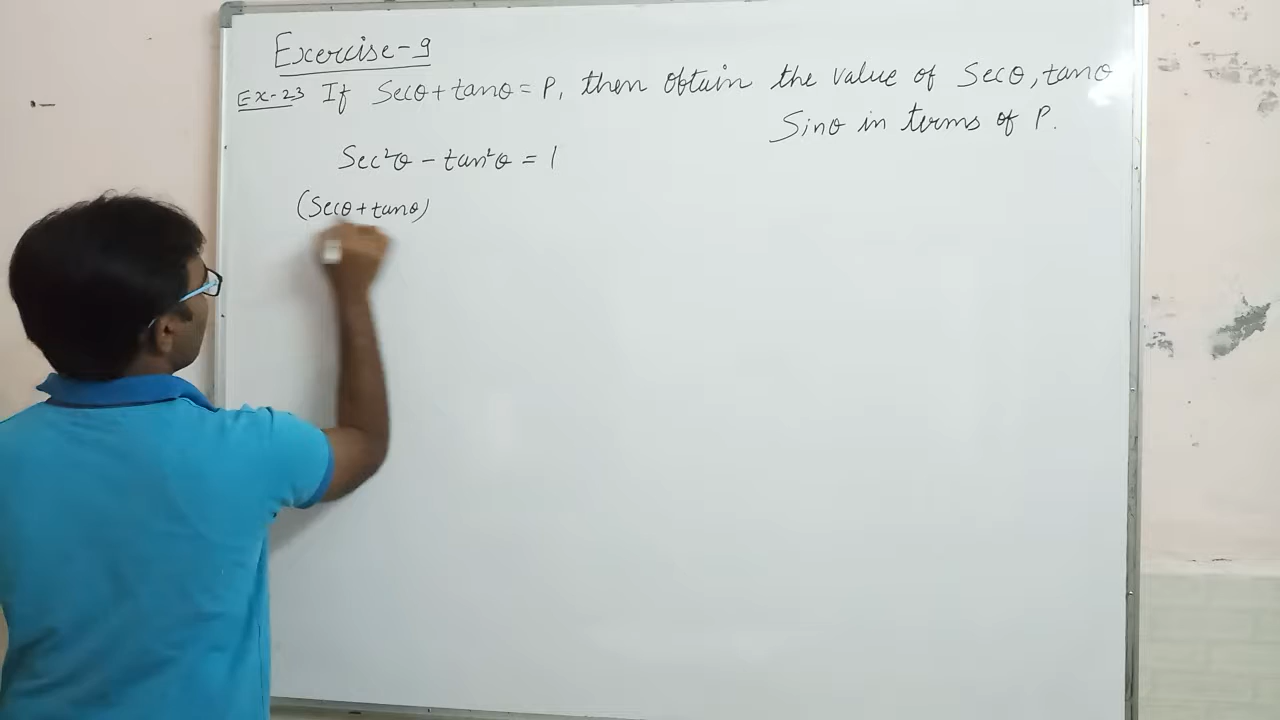 Exercise-9
Ex-23 If Secθ + tanθ = P, then obtain the value of Secθ, tanθ
Sinθ in terms of P.
Sec²θ - tan²θ = 1
(Secθ + tanθ)